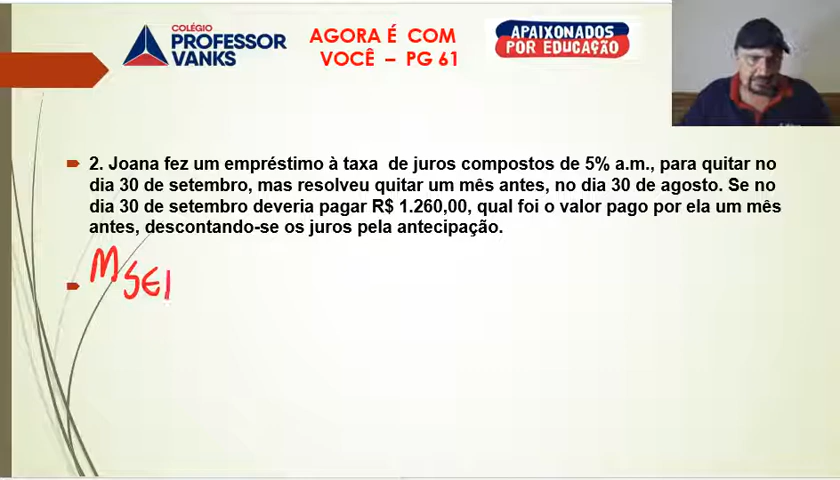 COLÉGIO
PROFESSOR
VANKS
AGORA É COM
VOCÊ – PG 61
APAIXONADOS
POR EDUCAÇÃO
2. Joana fez um empréstimo à taxa de juros compostos de 5% a.m., para quitar no
dia 30 de setembro, mas resolveu quitar um mês antes, no dia 30 de agosto. Se no
dia 30 de setembro deveria pagar R$ 1.260,00, qual foi o valor pago por ela um mês
antes, descontando-se os juros pela antecipação.
M SEI